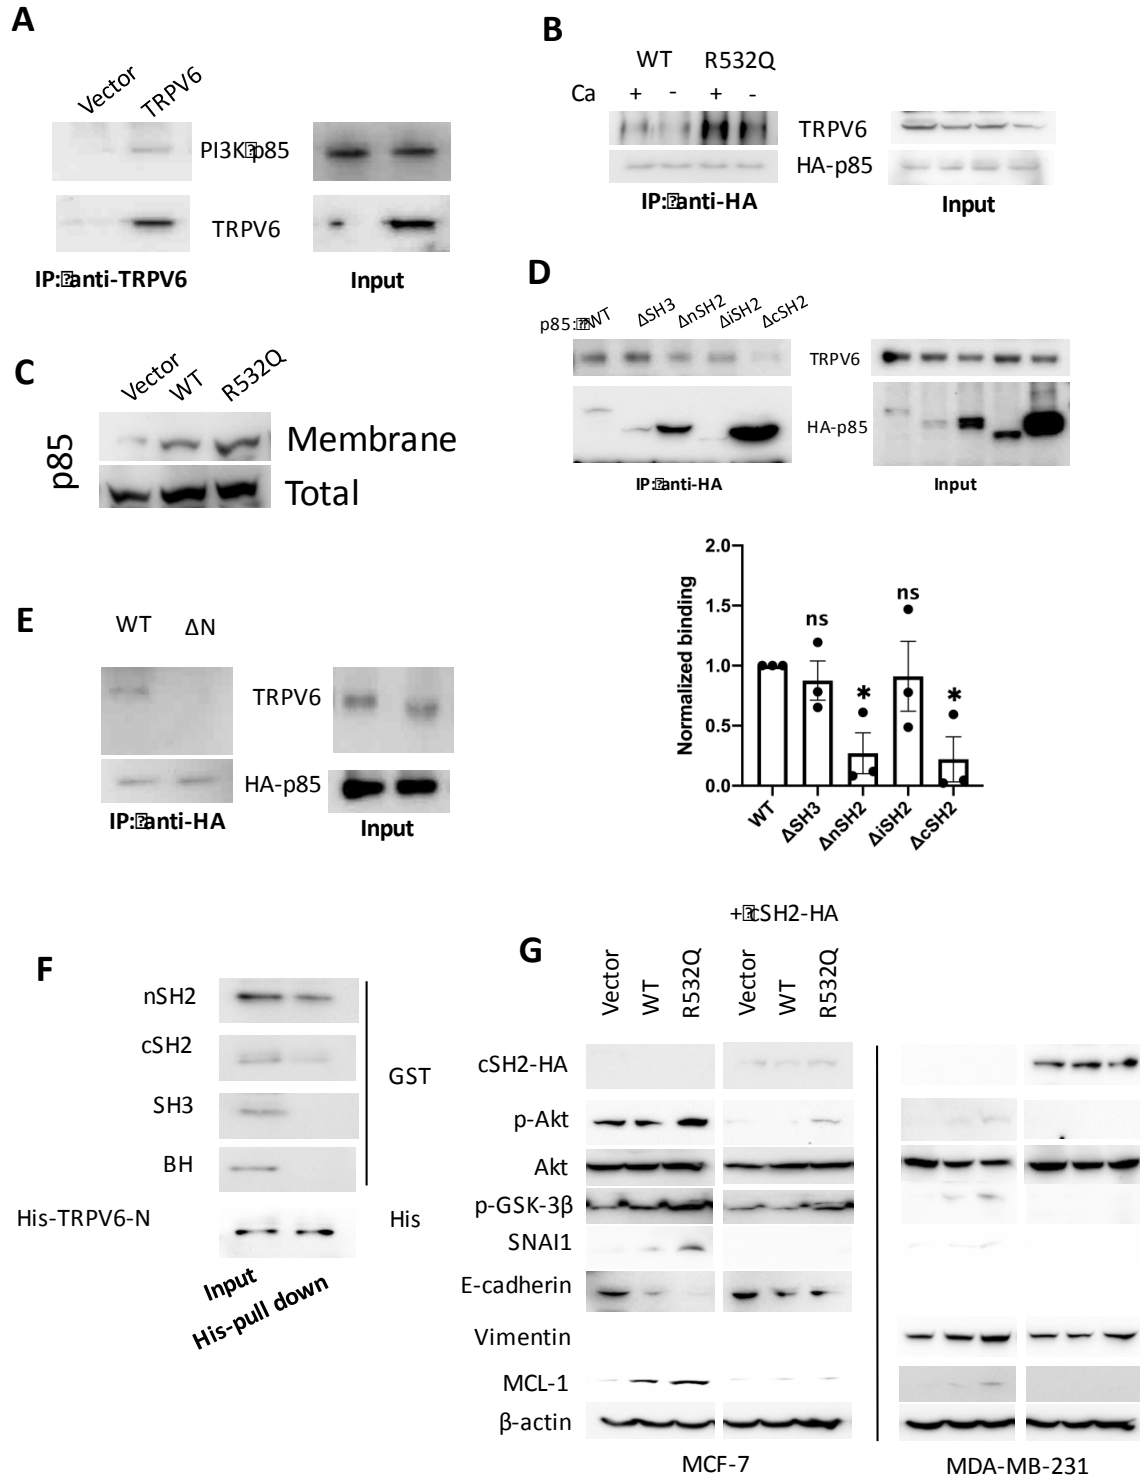 A
Vector
TRPV6
PI3K p85
TRPV6
IP: anti-TRPV6
Input
B
WT
R532Q
Ca
+
-
+
-
TRPV6
HA-p85
IP: anti-HA
Input
C
Vector
WT
R532Q
p85
Membrane
Total
D
p85:
WT
ΔSH3
ΔnSH2
ΔiSH2
ΔcSH2
TRPV6
HA-p85
IP: anti-HA
Input
Normalized binding
2.0
1.5
1.0
0.5
0.0
ns
*
ns
*
WT
ΔSH3
ΔnSH2
ΔiSH2
ΔcSH2
E
WT
ΔN
TRPV6
HA-p85
IP: anti-HA
Input
F
nSH2
cSH2
SH3
BH
GST
His-TRPV6-N
His
Input
His-pull down
G
+ cSH2-HA
Vector
WT
R532Q
Vector
WT
R532Q
cSH2-HA
p-Akt
Akt
p-GSK-3β
SNAI1
E-cadherin
Vimentin
MCL-1
β-actin
MCF-7
MDA-MB-231